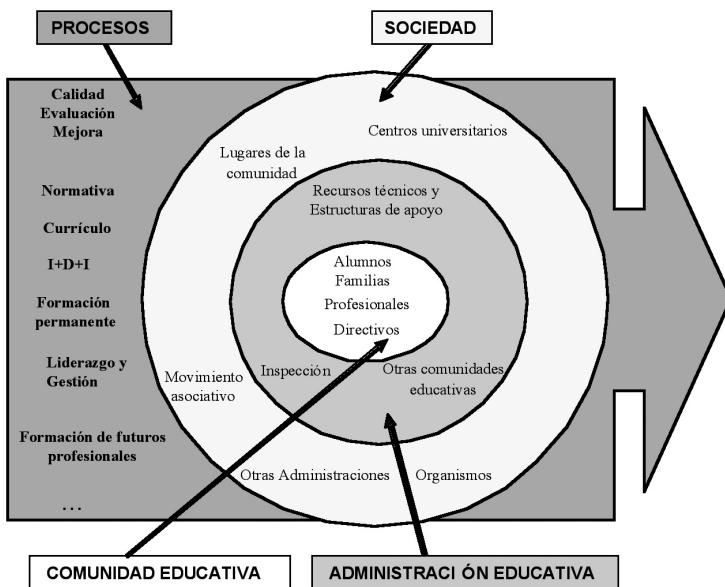 PROCESOS
SOCIEDAD
Calidad
Evaluación
Mejora
Normativa
Currículo
I+D+I
Formación
permanente
Liderazgo y
Gestión
Formación de futuros
profesionales
...
Centros universitarios
Lugares de la
comunidad
Recursos técnicos y
Estructuras de apoyo
Alumnos
Familias
Profesionales
Directivos
Inspección
Otras comunidades
educativas
Movimiento
asociativo
Otras Administraciones
Organismos
COMUNIDAD EDUCATIVA
ADMINISTRACI ÓN EDUCATIVA